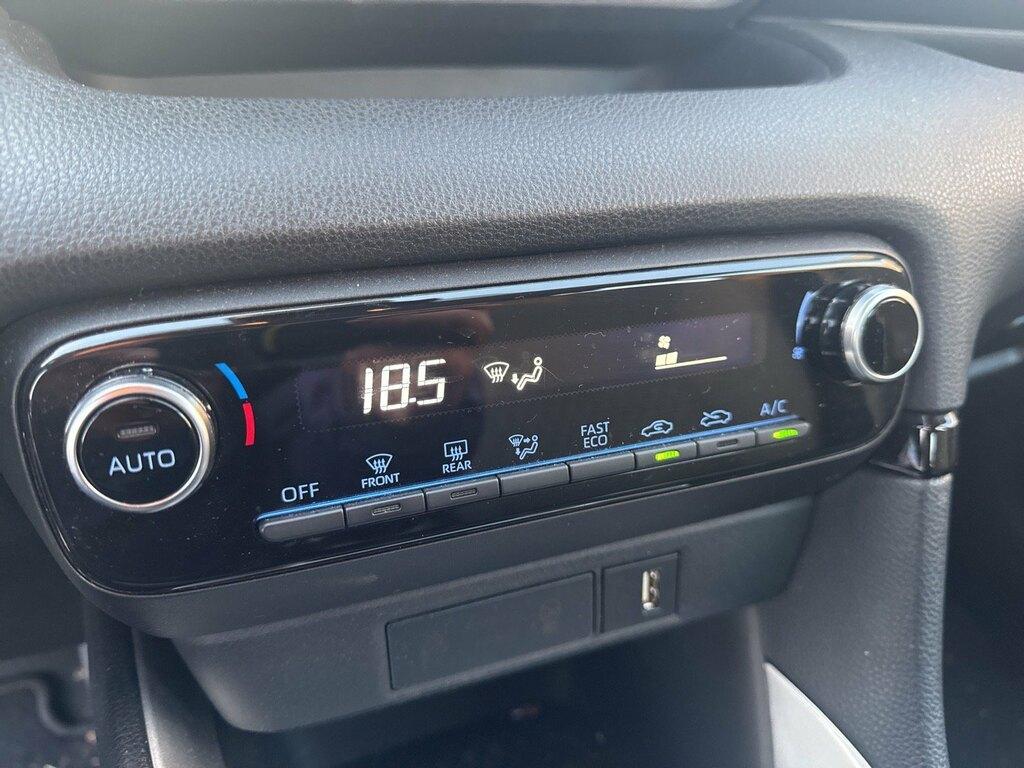 18.5
AUTO
OFF
FRONT
REAR
FAST
ECO
A/C